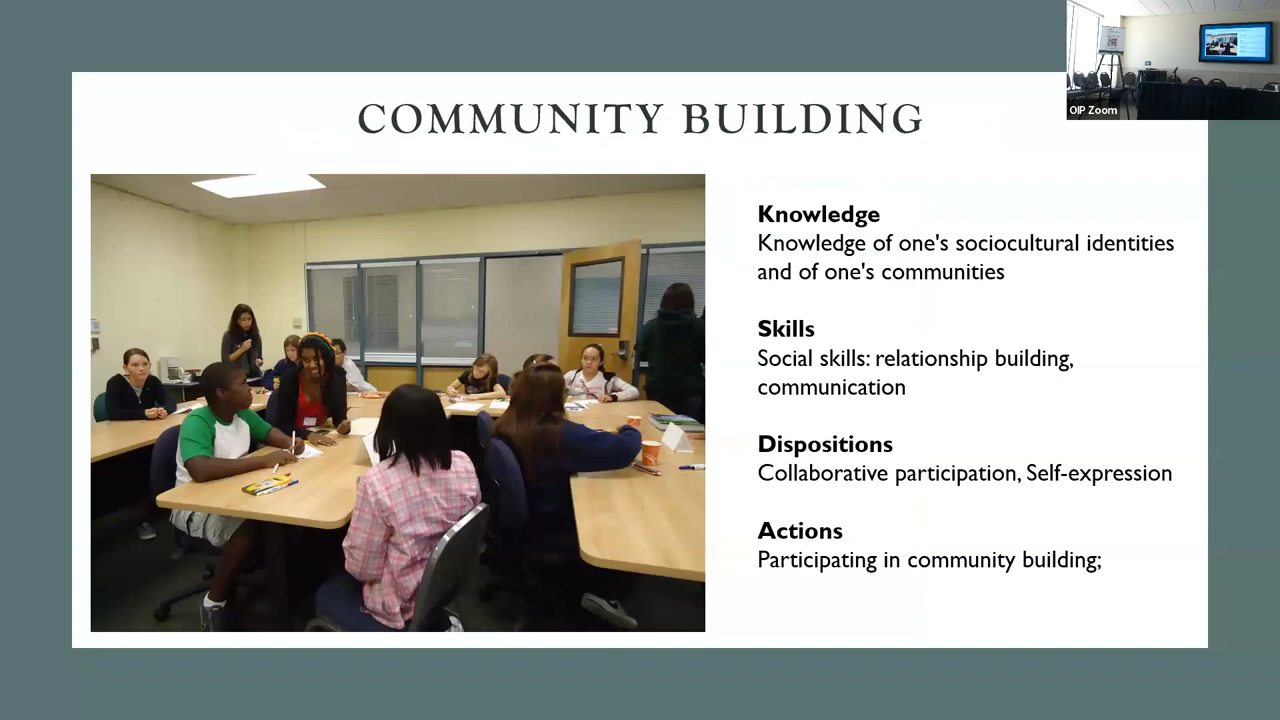 COMMUNITY BUILDING
OIP Zoom
Knowledge
Knowledge of one's sociocultural identities
and of one's communities
Skills
Social skills: relationship building,
communication
Dispositions
Collaborative participation, Self-expression
Actions
Participating in community building;